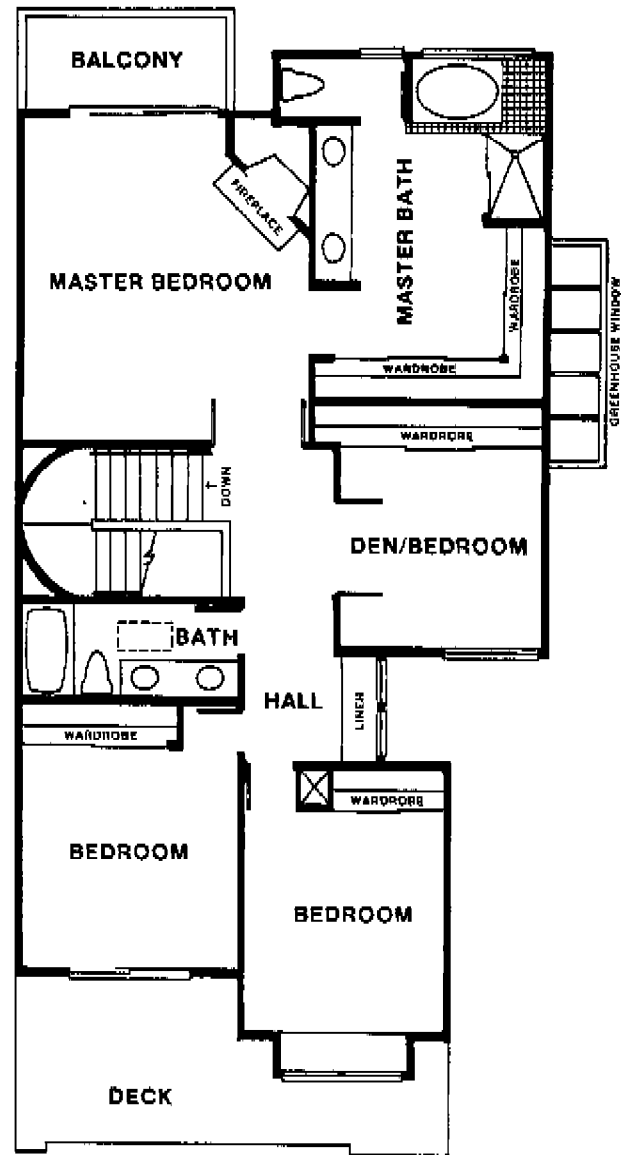 BALCONY
FIREPLACE
MASTER BATH
MASTER BEDROOM
WARDROBE
WARDROBE
GREENHOUSE WINDOW
WARDROBE
DOWN
DEN/BEDROOM
BATH
HALL
LINEN
WARDROBE
WARDROBE
BEDROOM
BEDROOM
DECK